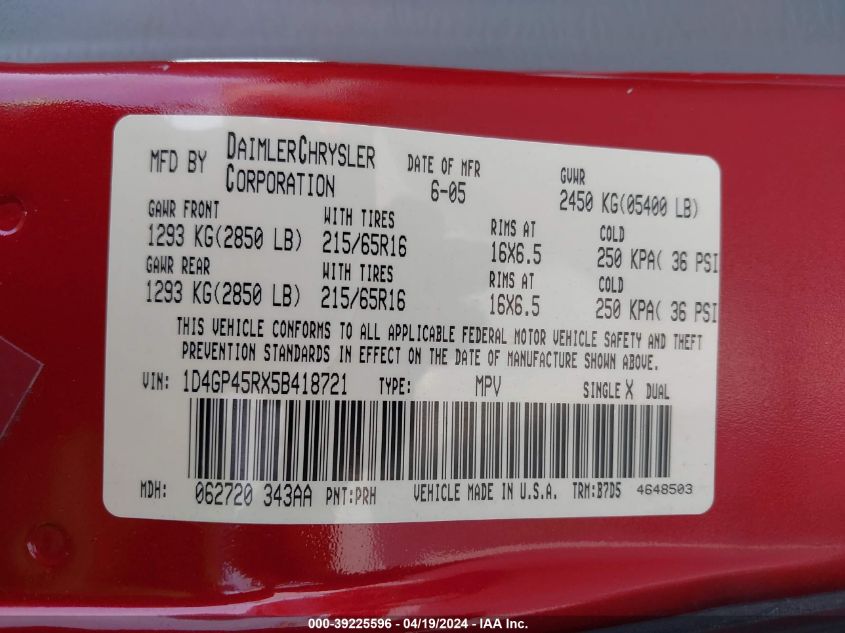 MFD BY DAIMLERCHRYSLER CORPORATION DATE OF MFR 6-05 GVWR 2450 KG(05400 LB)
GAWR FRONT WITH TIRES RIMS AT COLD
1293 KG(2850 LB) 215/65R16 16X6.5 250 KPA( 36 PSI
GAWR REAR WITH TIRES RIMS AT COLD
1293 KG(2850 LB) 215/65R16 16X6.5 250 KPA( 36 PSI
THIS VEHICLE CONFORMS TO ALL APPLICABLE FEDERAL MOTOR VEHICLE SAFETY AND THEFT
PREVENTION STANDARDS IN EFFECT ON THE DATE OF MANUFACTURE SHOWN ABOVE.
VIN: 1D4GP45RX5B418721 TYPE: MPV SINGLE X DUAL
MDH: 062720 343AA PNT:PRH VEHICLE MADE IN U.S.A. TRM:B7D5 4648503
000-39225596 - 04/19/2024 - IAA Inc.